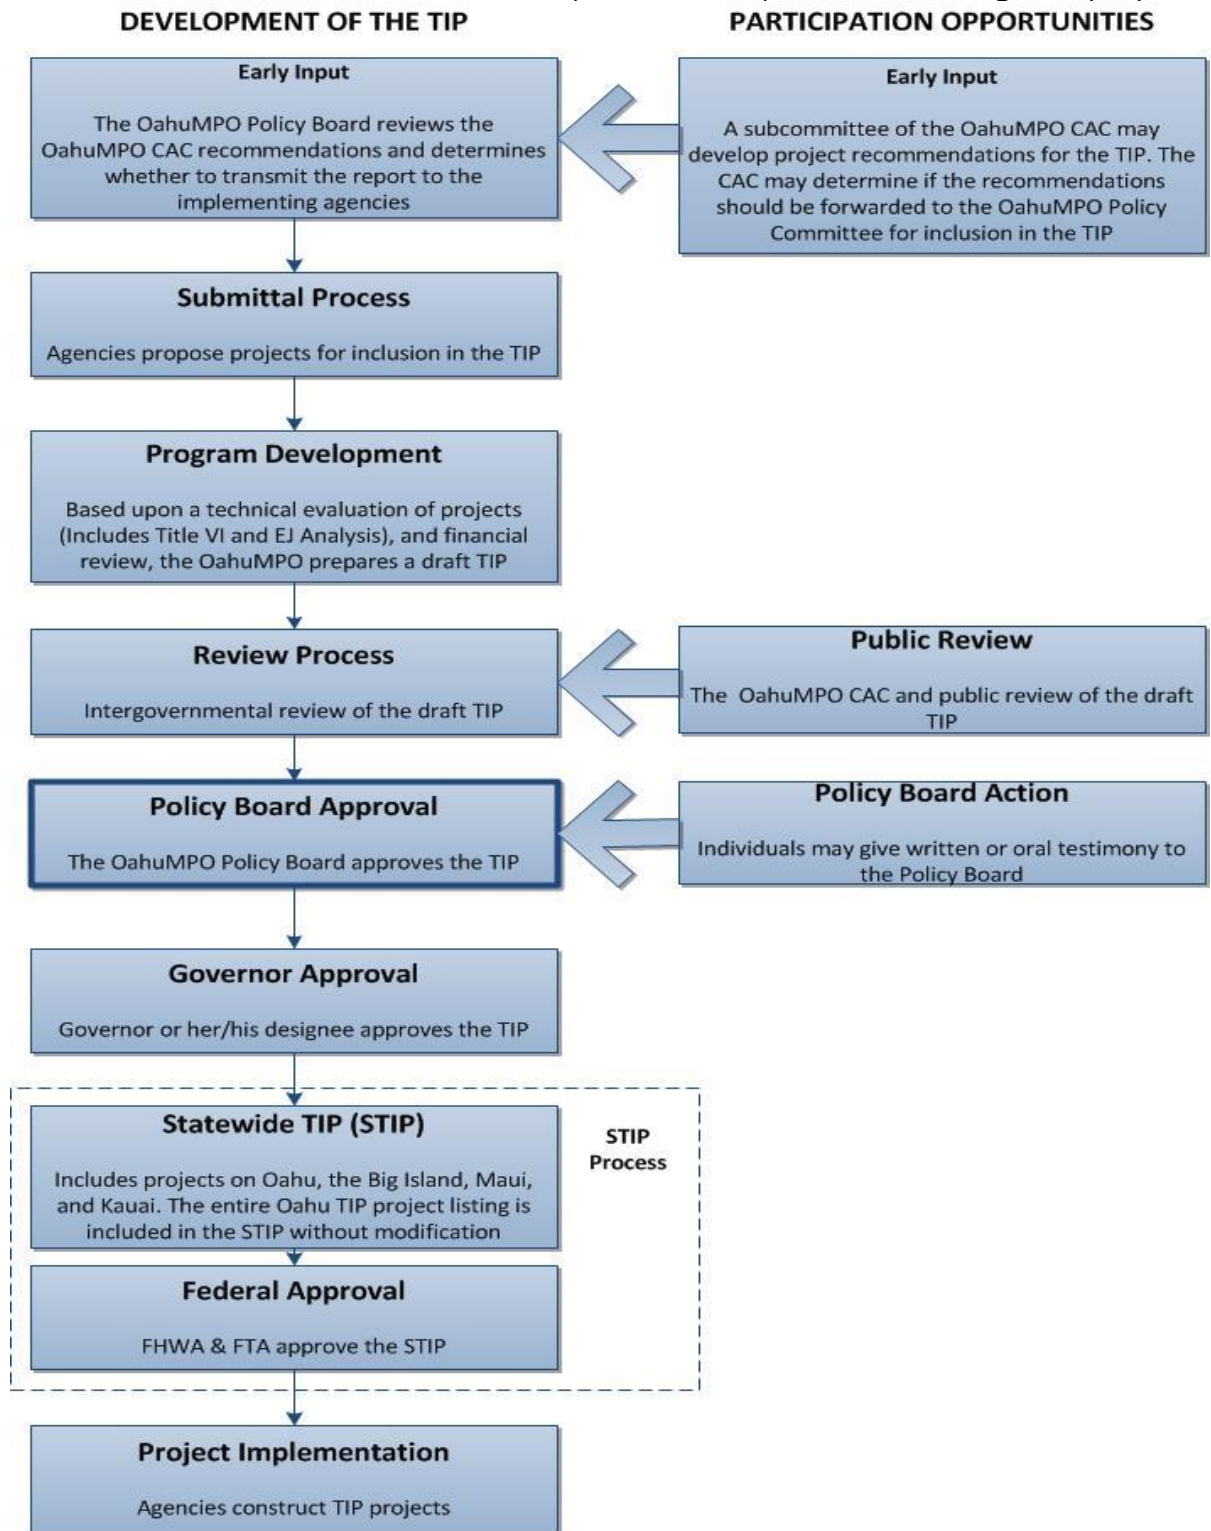 DEVELOPMENT OF THE TIP
PARTICIPATION OPPORTUNITIES
Early Input
The OahuMPO Policy Board reviews the
OahuMPO CAC recommendations and determines
whether to transmit the report to the
implementing agencies
Early Input
A subcommittee of the OahuMPO CAC may
develop project recommendations for the TIP. The
CAC may determine if the recommendations
should be forwarded to the OahuMPO Policy
Committee for inclusion in the TIP
Submittal Process
Agencies propose projects for inclusion in the TIP
Program Development
Based upon a technical evaluation of projects
(Includes Title VI and EJ Analysis), and financial
review, the OahuMPO prepares a draft TIP
Review Process
Intergovernmental review of the draft TIP
Public Review
The OahuMPO CAC and public review of the draft
TIP
Policy Board Approval
The OahuMPO Policy Board approves the TIP
Policy Board Action
Individuals may give written or oral testimony to
the Policy Board
Governor Approval
Governor or her/his designee approves the TIP
Statewide TIP (STIP)
Includes projects on Oahu, the Big Island, Maui,
and Kauai. The entire Oahu TIP project listing is
included in the STIP without modification
STIP
Process
Federal Approval
FHWA & FTA approve the STIP
Project Implementation
Agencies construct TIP projects